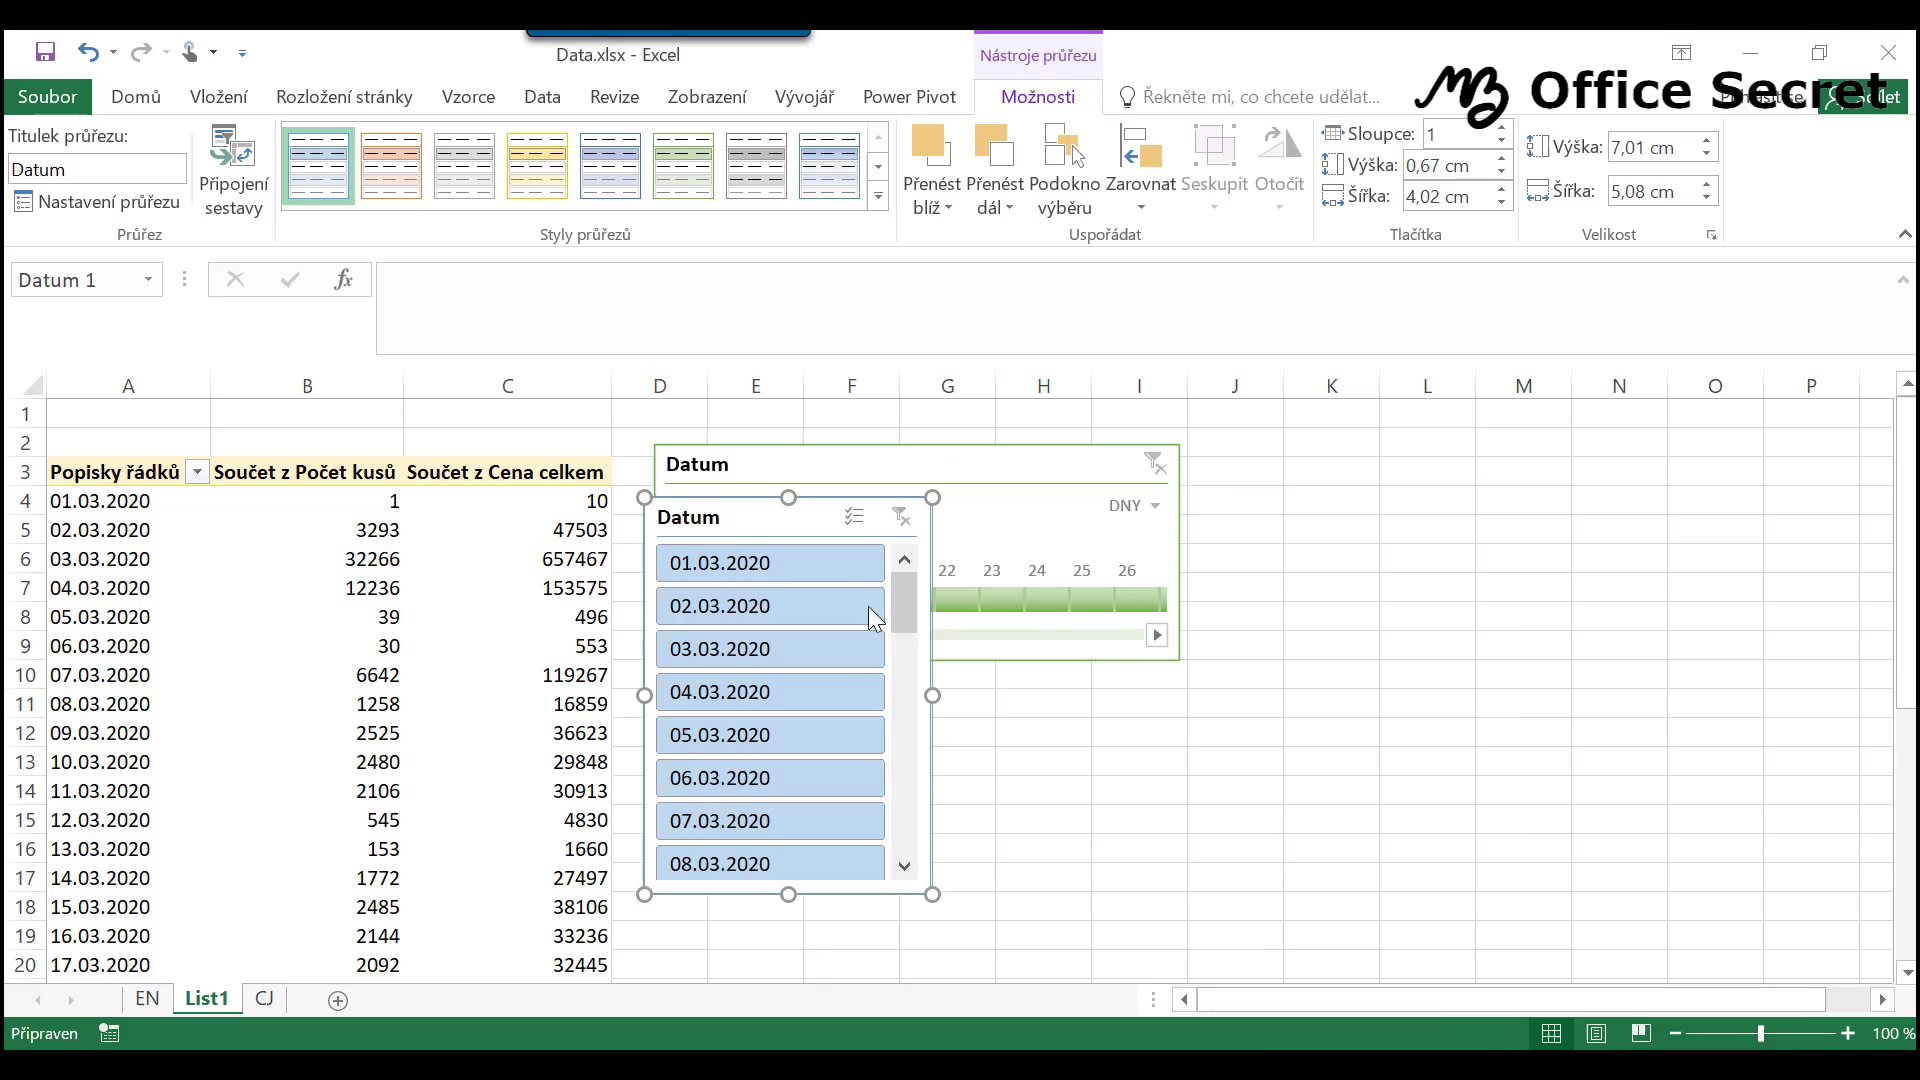 Data.xlsx - Excel
Nástroje průřezu
Soubor
Domů
Vložení
Rozložení stránky
Vzorce
Data
Revize
Zobrazení
Vývojář
Power Pivot
Možnosti
Řekněte mi, co chcete udělat...
Office Secret
Titulek průřezu:
Datum
Nastavení průřezu
Připojení
sestavy
Průřez
Styly průřezů
Přenést
blíž
Přenést
dál
Podokno
výběru
Zarovnat
Seskupit
Otočit
Uspořádat
Sloupce: 1
Výška: 0,67 cm
Šířka: 4,02 cm
Tlačítka
Výška: 7,01 cm
Šířka: 5,08 cm
Velikost
Datum 1
fx
A B C D E F G H I J K L M N O P
1
2
3 Popisky řádků Součet z Počet kusů Součet z Cena celkem
4 01.03.2020 1 10
5 02.03.2020 3293 47503
6 03.03.2020 32266 657467
7 04.03.2020 12236 153575
8 05.03.2020 39 496
9 06.03.2020 30 553
10 07.03.2020 6642 119267
11 08.03.2020 1258 16859
12 09.03.2020 2525 36623
13 10.03.2020 2480 29848
14 11.03.2020 2106 30913
15 12.03.2020 545 4830
16 13.03.2020 153 1660
17 14.03.2020 1772 27497
18 15.03.2020 2485 38106
19 16.03.2020 2144 33236
20 17.03.2020 2092 32445
Datum
DNY
22 23 24 25 26
Datum
01.03.2020
02.03.2020
03.03.2020
04.03.2020
05.03.2020
06.03.2020
07.03.2020
08.03.2020
EN List1 CJ
Připraven
100 %